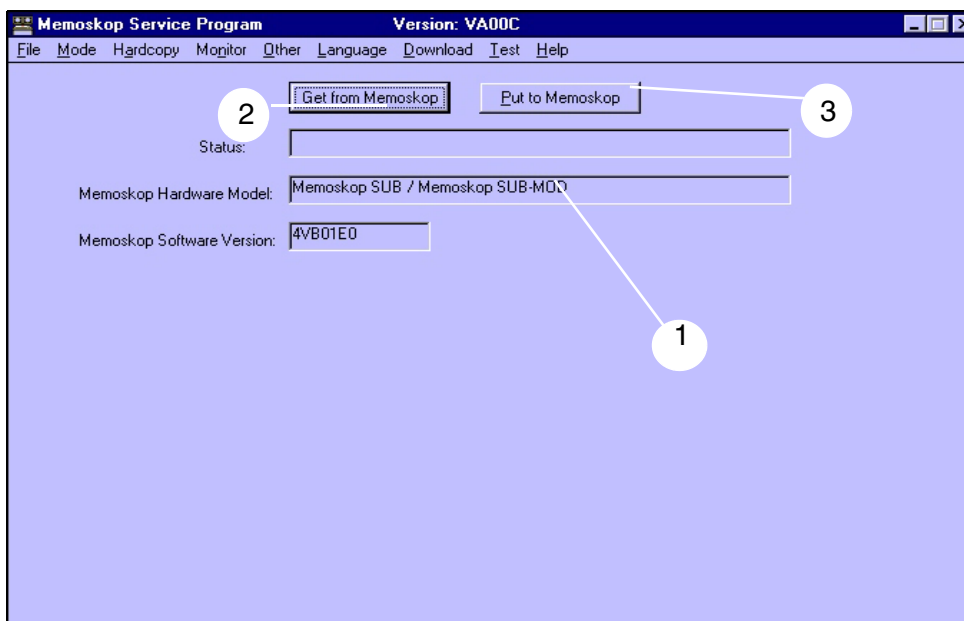 Memoskop Service Program Version: VA00C
File Mode Hardcopy Monitor Other Language Download Test Help
Get from Memoskop Put to Memoskop
2
3
Status:
Memoskop Hardware Model: Memoskop SUB / Memoskop SUB-MOD
Memoskop Software Version: 4VB01E0
1